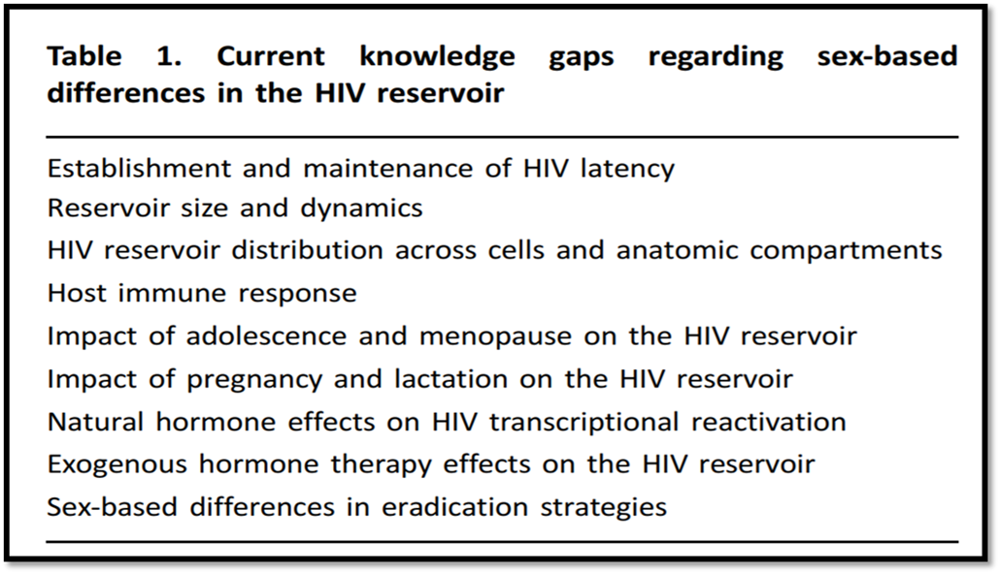 Table 1. Current knowledge gaps regarding sex-based
differences in the HIV reservoir
Establishment and maintenance of HIV latency
Reservoir size and dynamics
HIV reservoir distribution across cells and anatomic compartments
Host immune response
Impact of adolescence and menopause on the HIV reservoir
Impact of pregnancy and lactation on the HIV reservoir
Natural hormone effects on HIV transcriptional reactivation
Exogenous hormone therapy effects on the HIV reservoir
Sex-based differences in eradication strategies